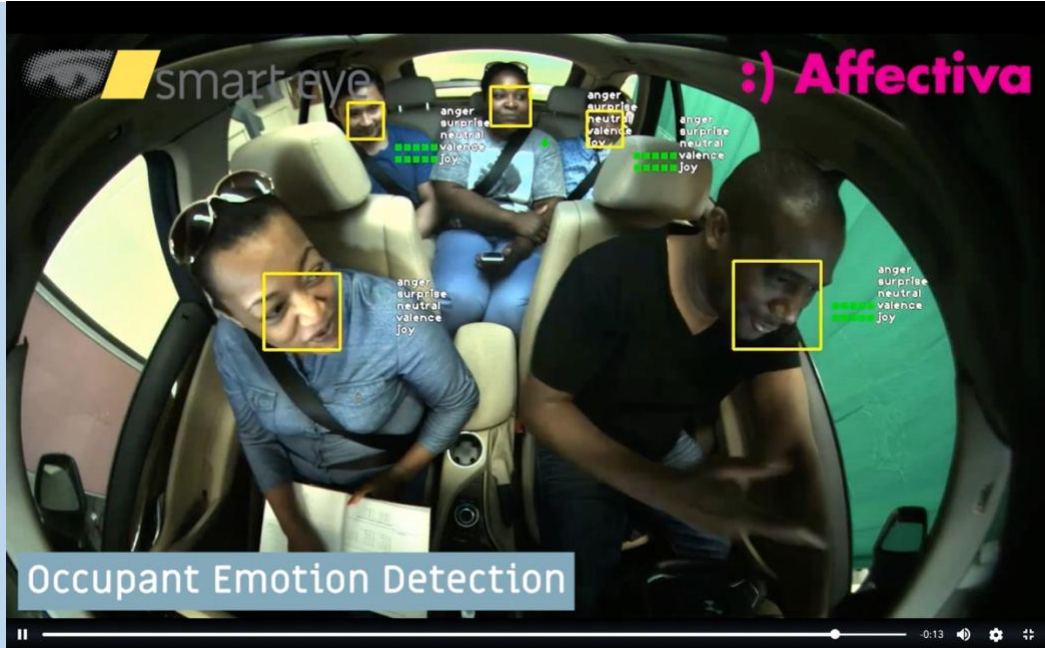 smart eye
:) Affectiva
anger
surprise
neutral
valence
joy
anger
surprise
neutral
valence
joy
anger
surprise
neutral
valence
joy
anger
surprise
neutral
valence
joy
anger
surprise
neutral
valence
joy
Occupant Emotion Detection
-0:13